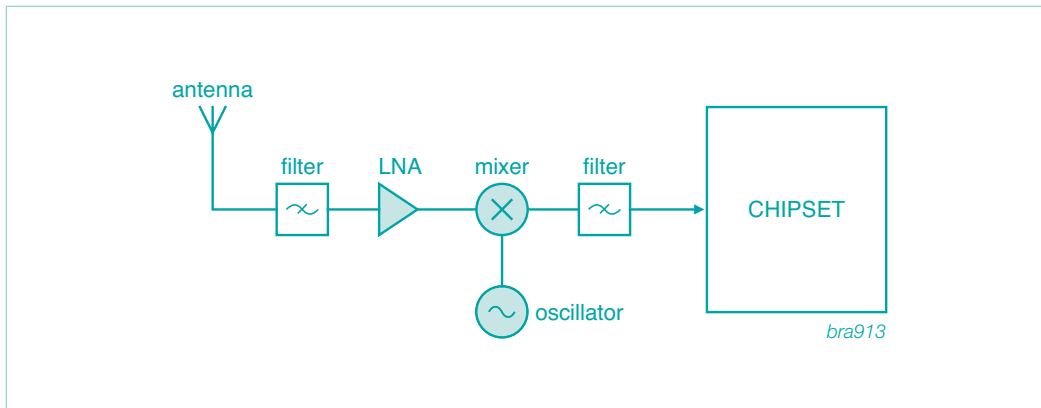 antenna
filter
LNA
mixer
filter
CHIPSET
oscillator
bra913